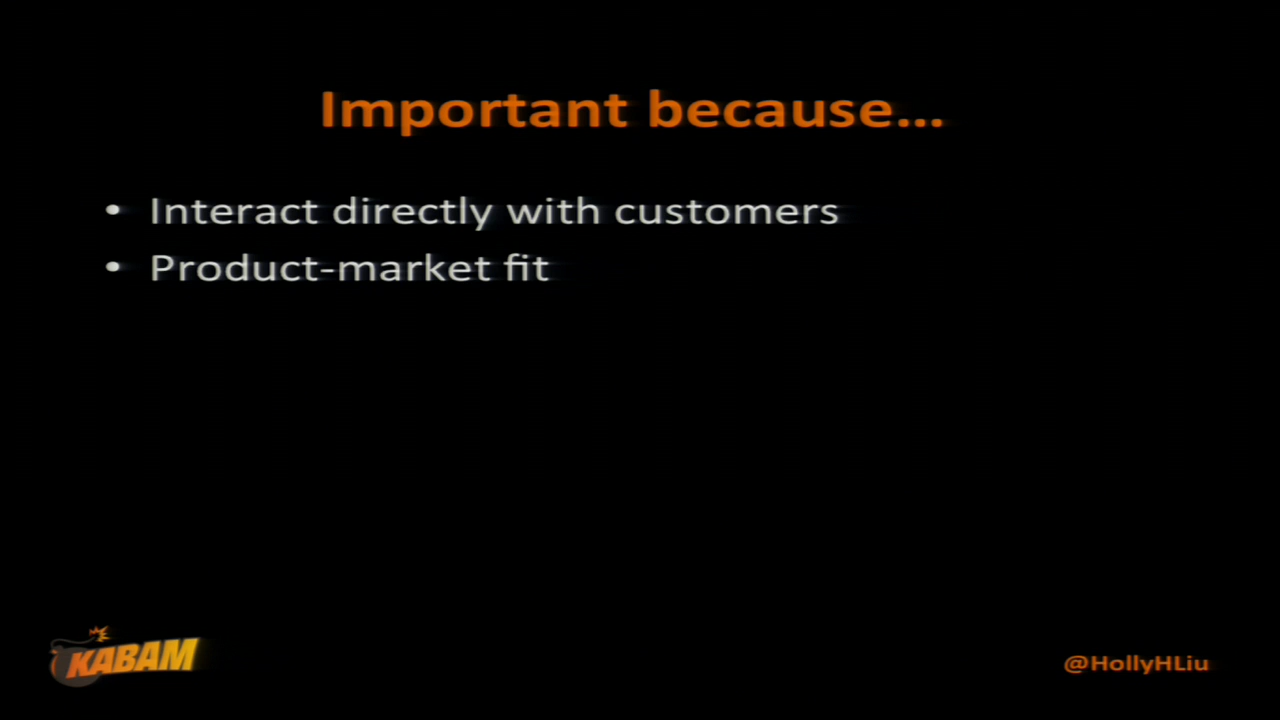 Important because...
• Interact directly with customers
• Product-market fit
KABAM
@HollyHLiu